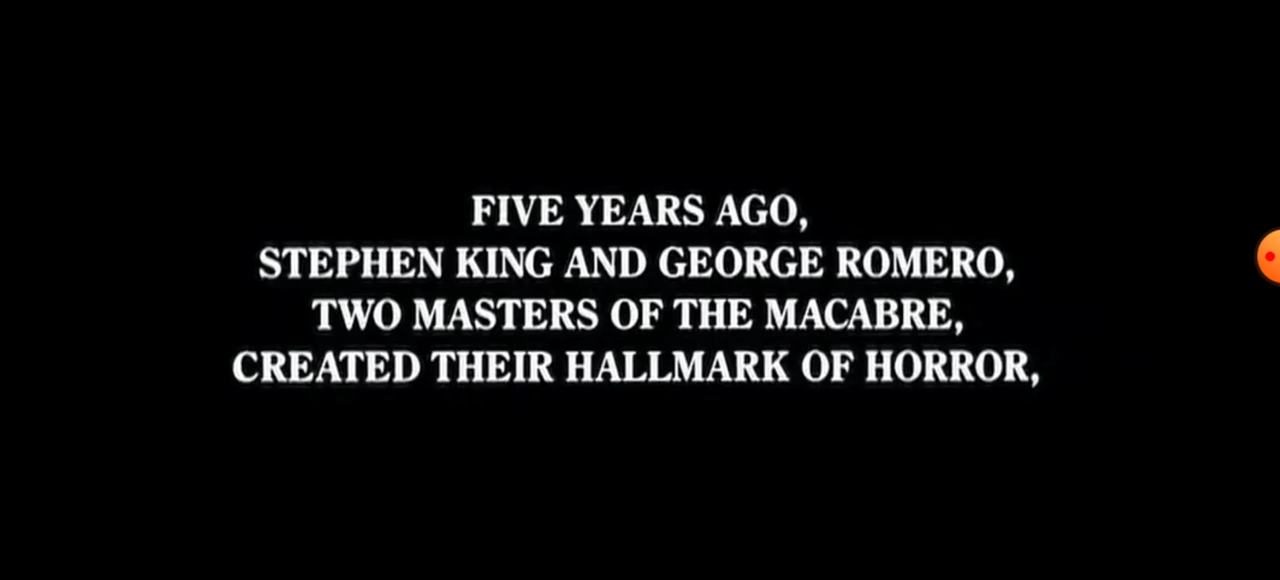 FIVE YEARS AGO,
STEPHEN KING AND GEORGE ROMERO,
TWO MASTERS OF THE MACABRE,
CREATED THEIR HALLMARK OF HORROR,